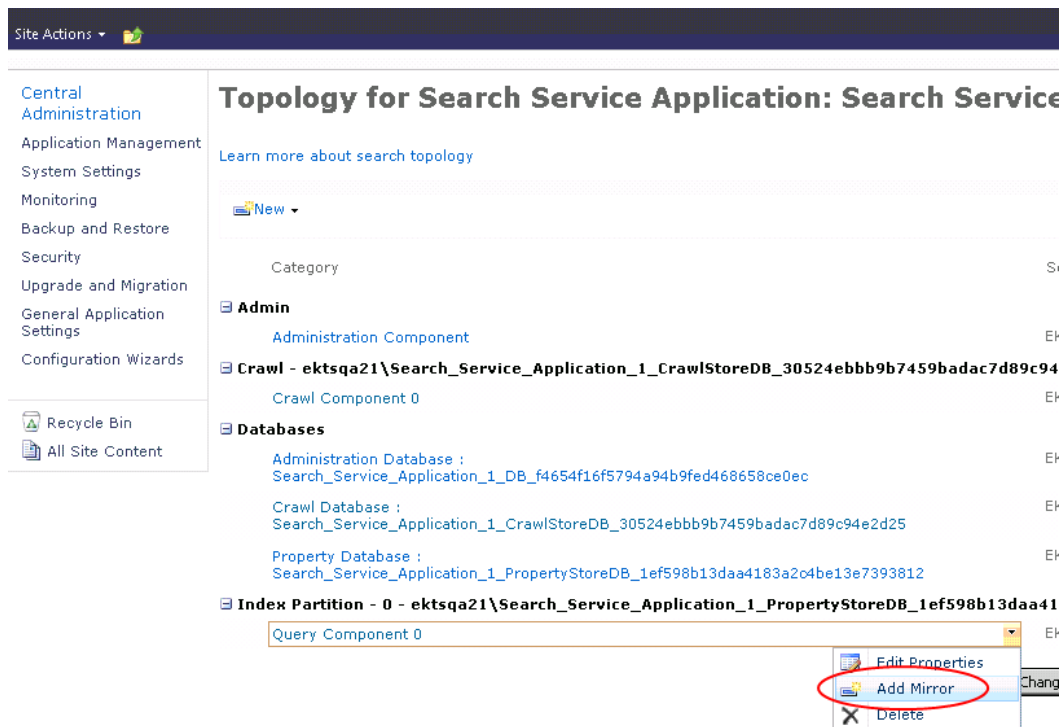 Site Actions
Central
Administration
Application Management
System Settings
Monitoring
Backup and Restore
Security
Upgrade and Migration
General Application
Settings
Configuration Wizards
Recycle Bin
All Site Content
Topology for Search Service Application: Search Service
Learn more about search topology
New
Category
Admin
Administration Component
Crawl - ektsqa21\Search_Service_Application_1_CrawlStoreDB_30524ebbb9b7459badac7d89c94
Crawl Component 0
Databases
Administration Database :
Search_Service_Application_1_DB_f4654f16f5794a94b9fed468658ce0ec
Crawl Database :
Search_Service_Application_1_CrawlStoreDB_30524ebbb9b7459badac7d89c94e2d25
Property Database :
Search_Service_Application_1_PropertyStoreDB_1ef598b13daa4183a2c4be13e7393812
Index Partition - 0 - ektsqa21\Search_Service_Application_1_PropertyStoreDB_1ef598b13daa41
Query Component 0
Edit Properties
Add Mirror
Delete